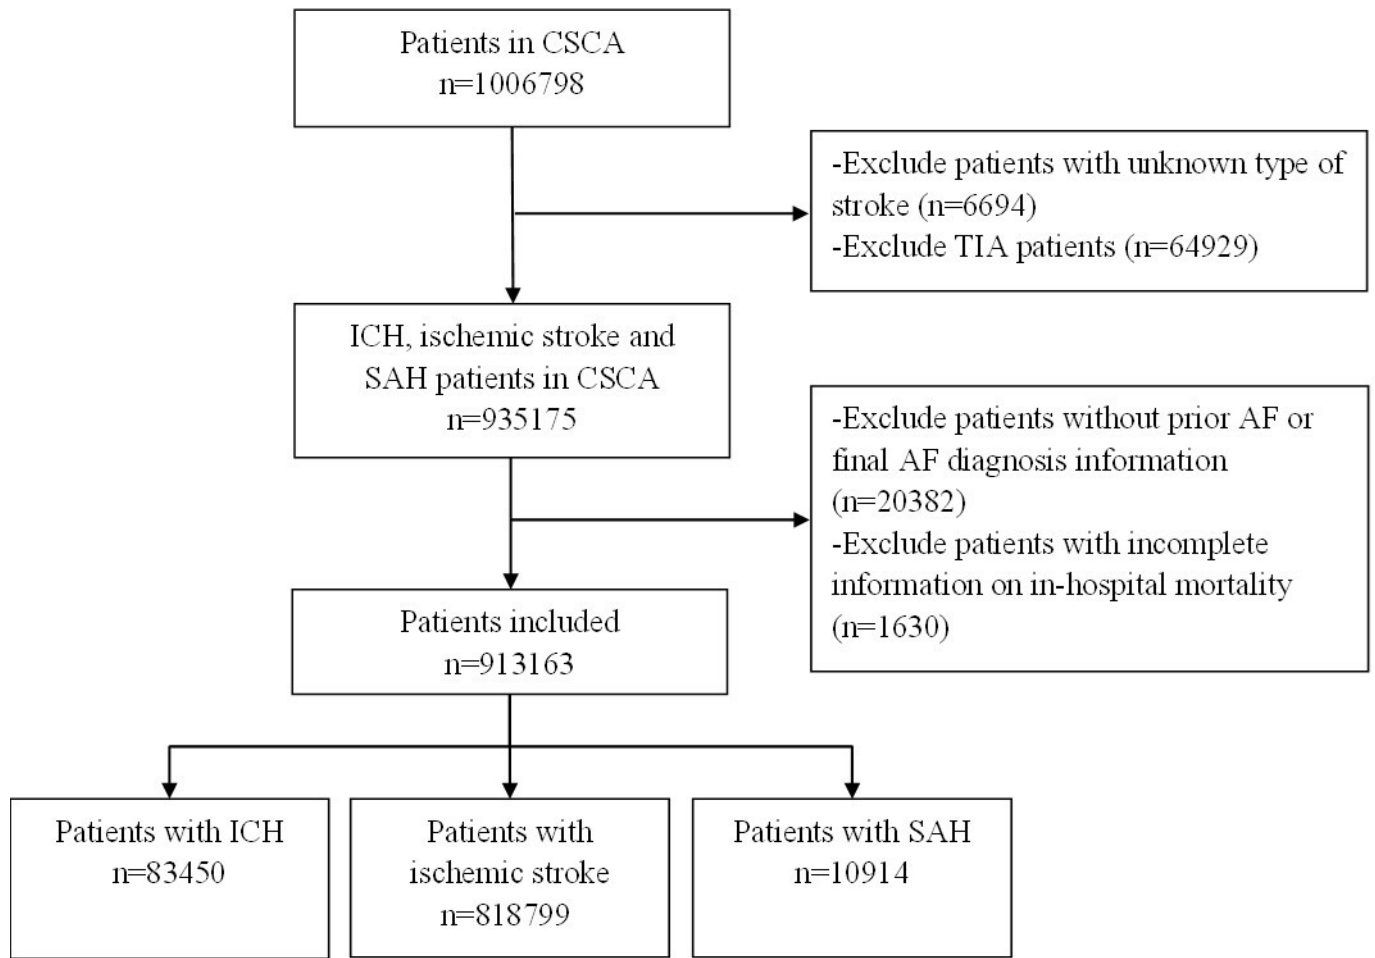 Patients in CSCA
n=1006798
-Exclude patients with unknown type of
stroke (n=6694)
-Exclude TIA patients (n=64929)
ICH, ischemic stroke and
SAH patients in CSCA
n=935175
-Exclude patients without prior AF or
final AF diagnosis information
(n=20382)
-Exclude patients with incomplete
information on in-hospital mortality
(n=1630)
Patients included
n=913163
Patients with ICH
n=83450
Patients with
ischemic stroke
n=818799
Patients with SAH
n=10914